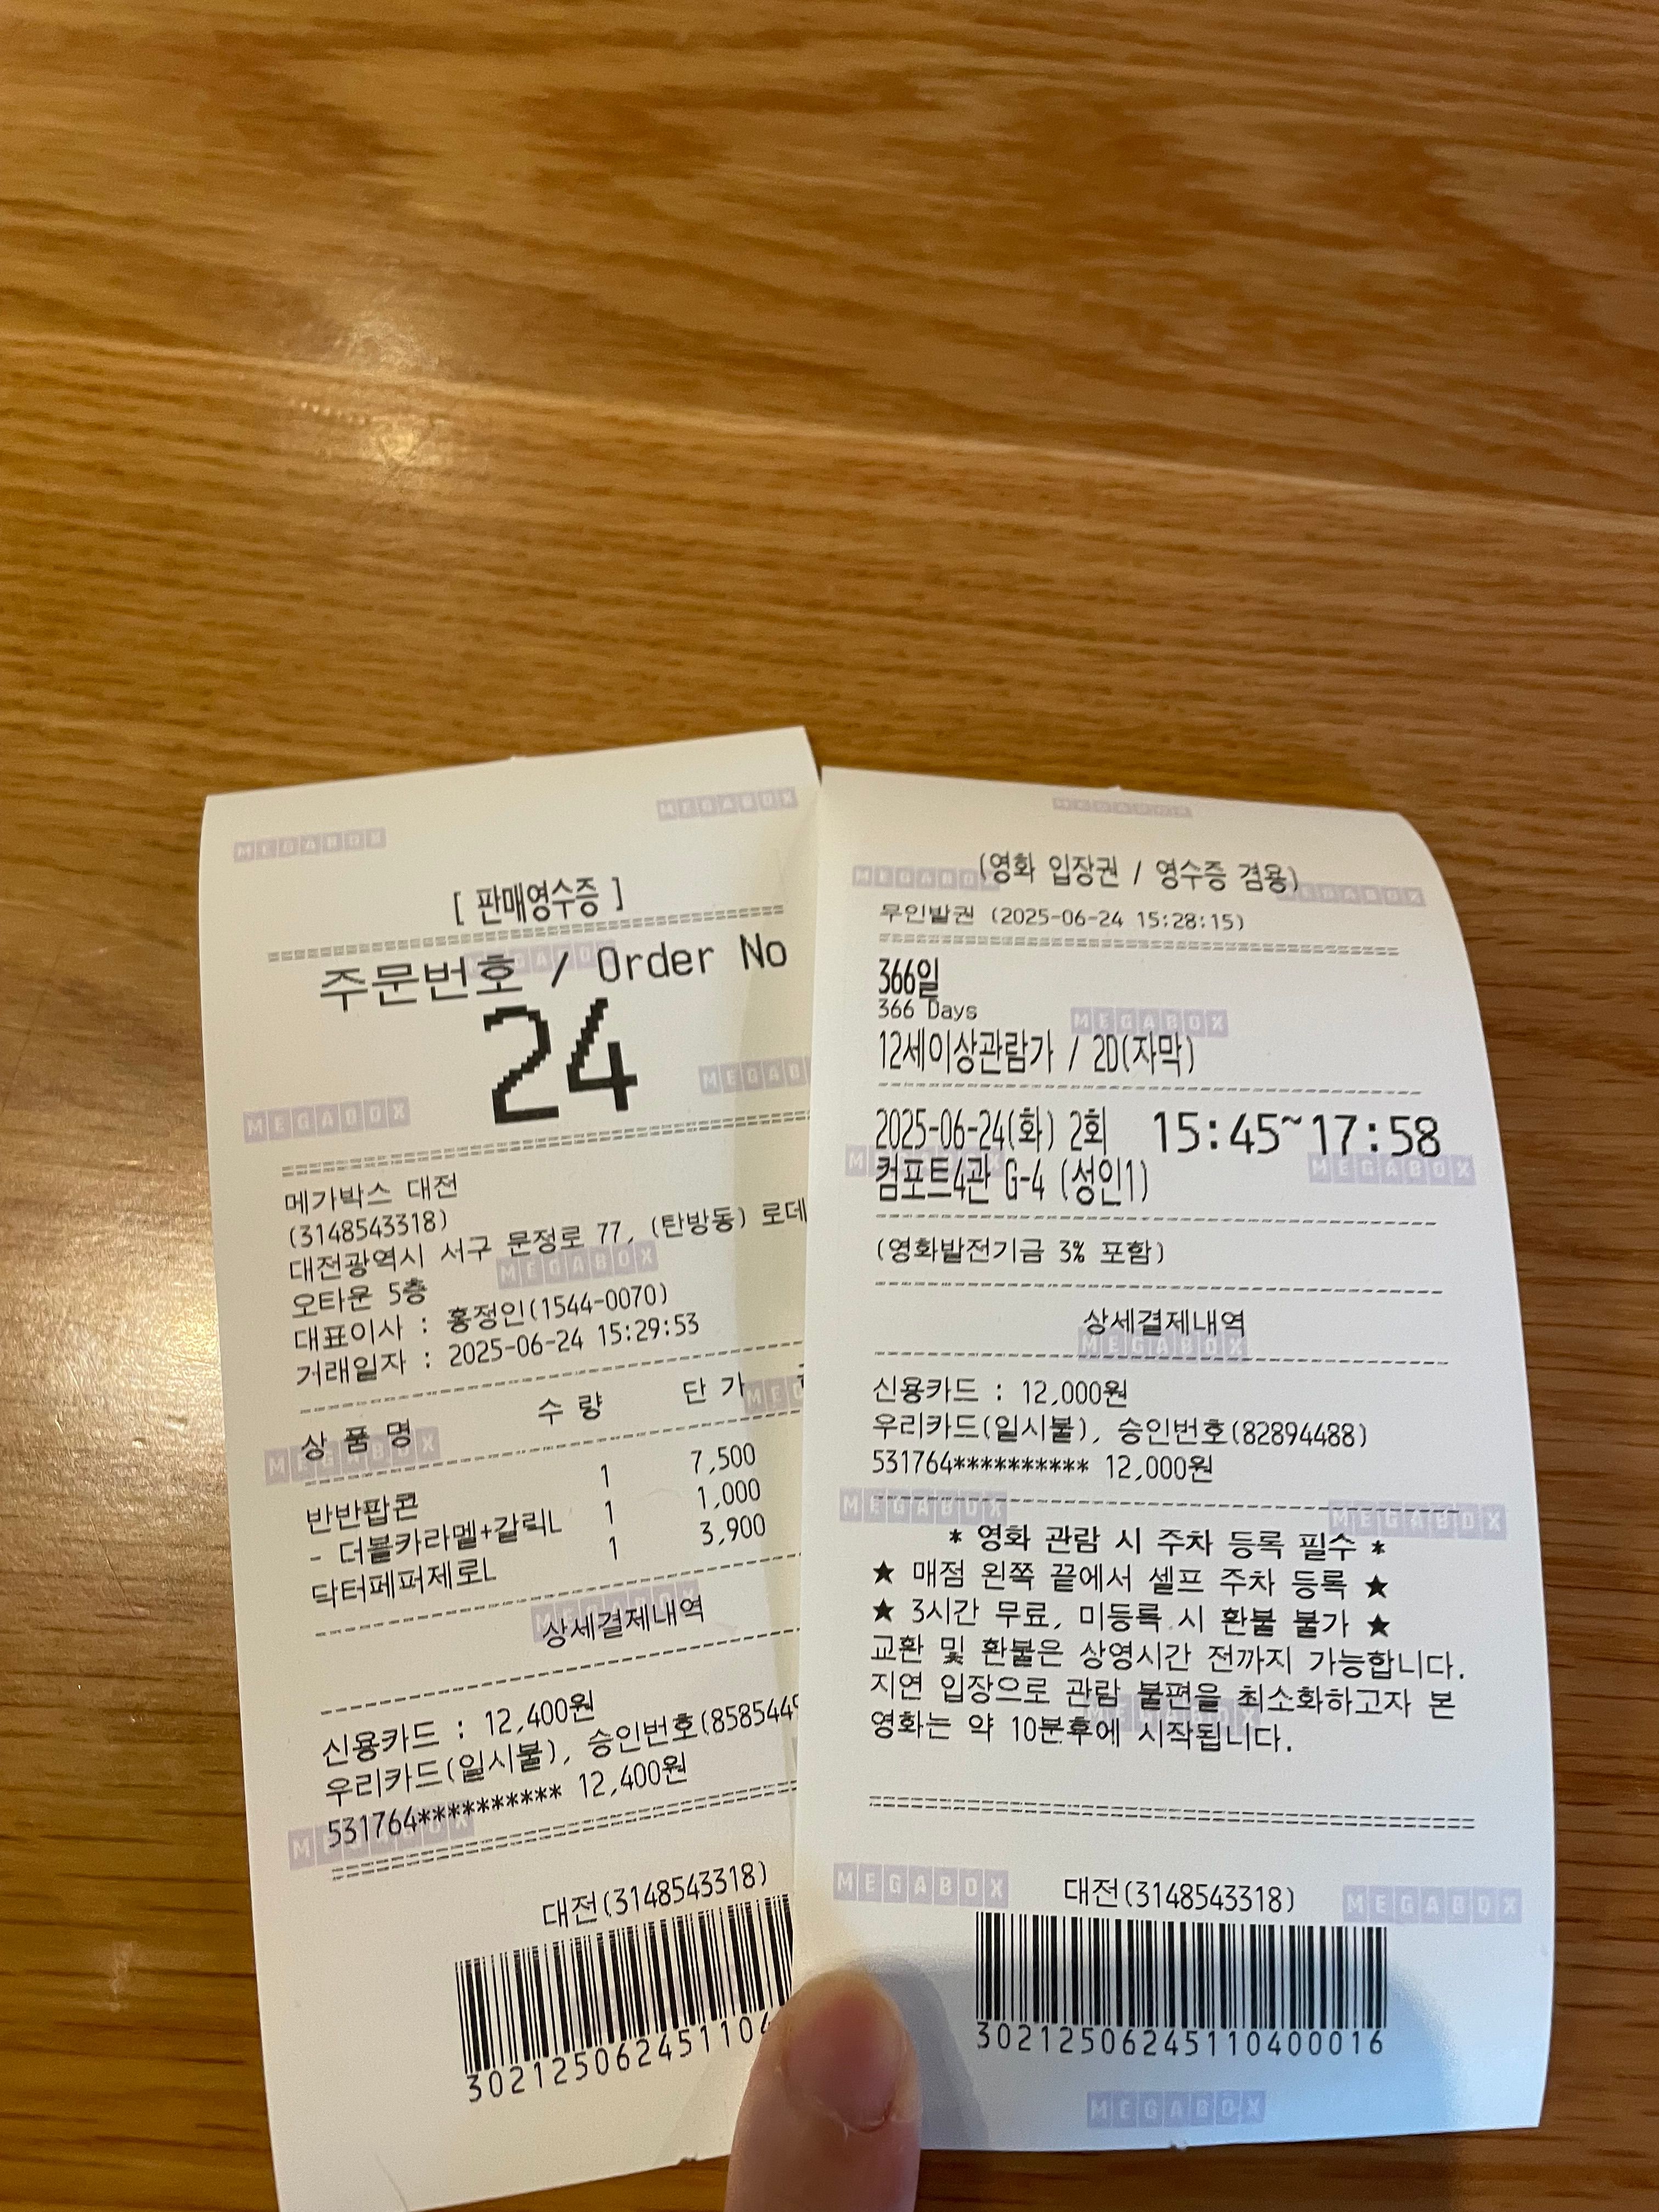 [ 판매영수증 ]
주문번호 / Order No
24
메가박스 대전
(3148543318)
대전광역시 서구 문정로 77, (탄방동) 로데
오타운 5층
대표이사 : 홍정인(1544-0070)
거래일자 : 2025-06-24 15:29:53
상 품 명 수 량 단 가
반반팝콘 1 7,500
- 더블카라멜+갈릭L 1 1,000
닥터페퍼제로L 1 3,900
상세결제내역
신용카드 : 12,400원
우리카드(일시불), 승인번호(858544
531764********** 12,400원
대전(3148543318)
302125062451104
(영화 입장권 / 영수증 겸용)
무인발권 (2025-06-24 15:28:15)
366일
366 Days
12세이상관람가 / 2D(자막)
2025-06-24(화) 2회 15:45~17:58
컴포트4관 G-4 (성인1)
(영화발전기금 3% 포함)
상세결제내역
신용카드 : 12,000원
우리카드(일시불), 승인번호(82894488)
531764********** 12,000원
* 영화 관람 시 주차 등록 필수 *
★ 매점 왼쪽 끝에서 셀프 주차 등록 ★
★ 3시간 무료, 미등록 시 환불 불가 ★
교환 및 환불은 상영시간 전까지 가능합니다.
지연 입장으로 관람 불편을 최소화하고자 본
영화는 약 10분후에 시작됩니다.
대전(3148543318)
3021250624511040­0016
MEGABOX